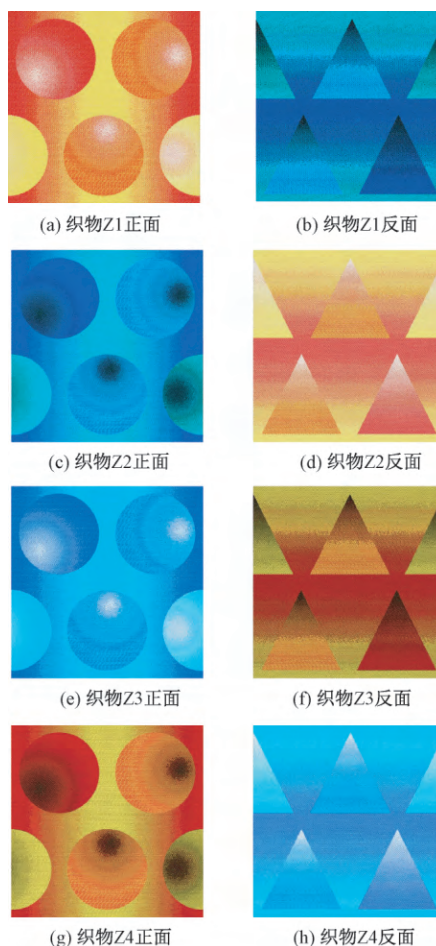 (a) 织物Z1正面
(b) 织物Z1反面
(c) 织物Z2正面
(d) 织物Z2反面
(e) 织物Z3正面
(f) 织物Z3反面
(g) 织物Z4正面
(h) 织物Z4反面